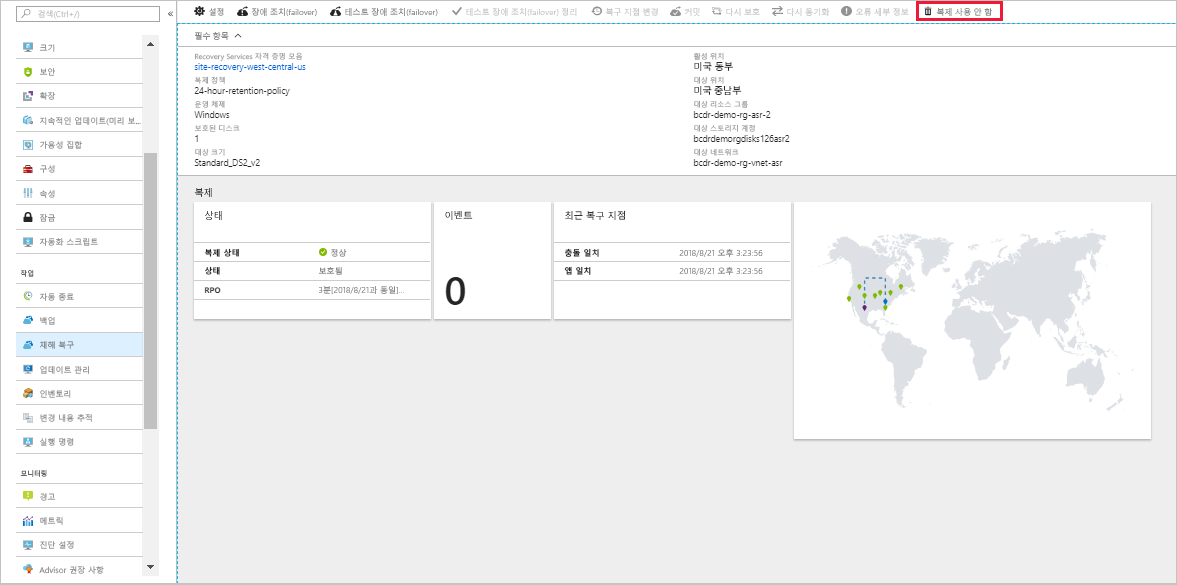 검색(Ctrl+/)
«
크기
보안
확장
지속적인 업데이트(미리 보...
가용성 집합
구성
속성
잠금
자동화 스크립트
작업
자동 종료
백업
재해 복구
업데이트 관리
인벤토리
변경 내용 추적
실행 명령
모니터링
경고
메트릭
진단 설정
Advisor 권장 사항
설정 장애 조치(failover) 테스트 장애 조치(failover) 테스트 장애 조치(failover) 정리 복구 지점 변경 커밋 다시 보호 다시 동기화 오류 세부 정보 복제 사용 안 함
필수 항목
Recovery Services 자격 증명 모음
site-recovery-west-central-us
복제 정책
24-hour-retention-policy
운영 체제
Windows
보호된 디스크
1
대상 크기
Standard_DS2_v2
활성 위치
미국 동부
대상 위치
미국 중남부
대상 리소스 그룹
bcdr-demo-rg-asr-2
대상 스토리지 계정
bcdrdemorgdisks126asr2
대상 네트워크
bcdr-demo-rg-vnet-asr
복제
상태
복제 상태 정상
상태 보호됨
RPO 3분[2018/8/21과 동일]...
이벤트
0
최근 복구 지점
충돌 일치 2018/8/21 오후 3:23:56
앱 일치 2018/8/21 오후 3:23:56